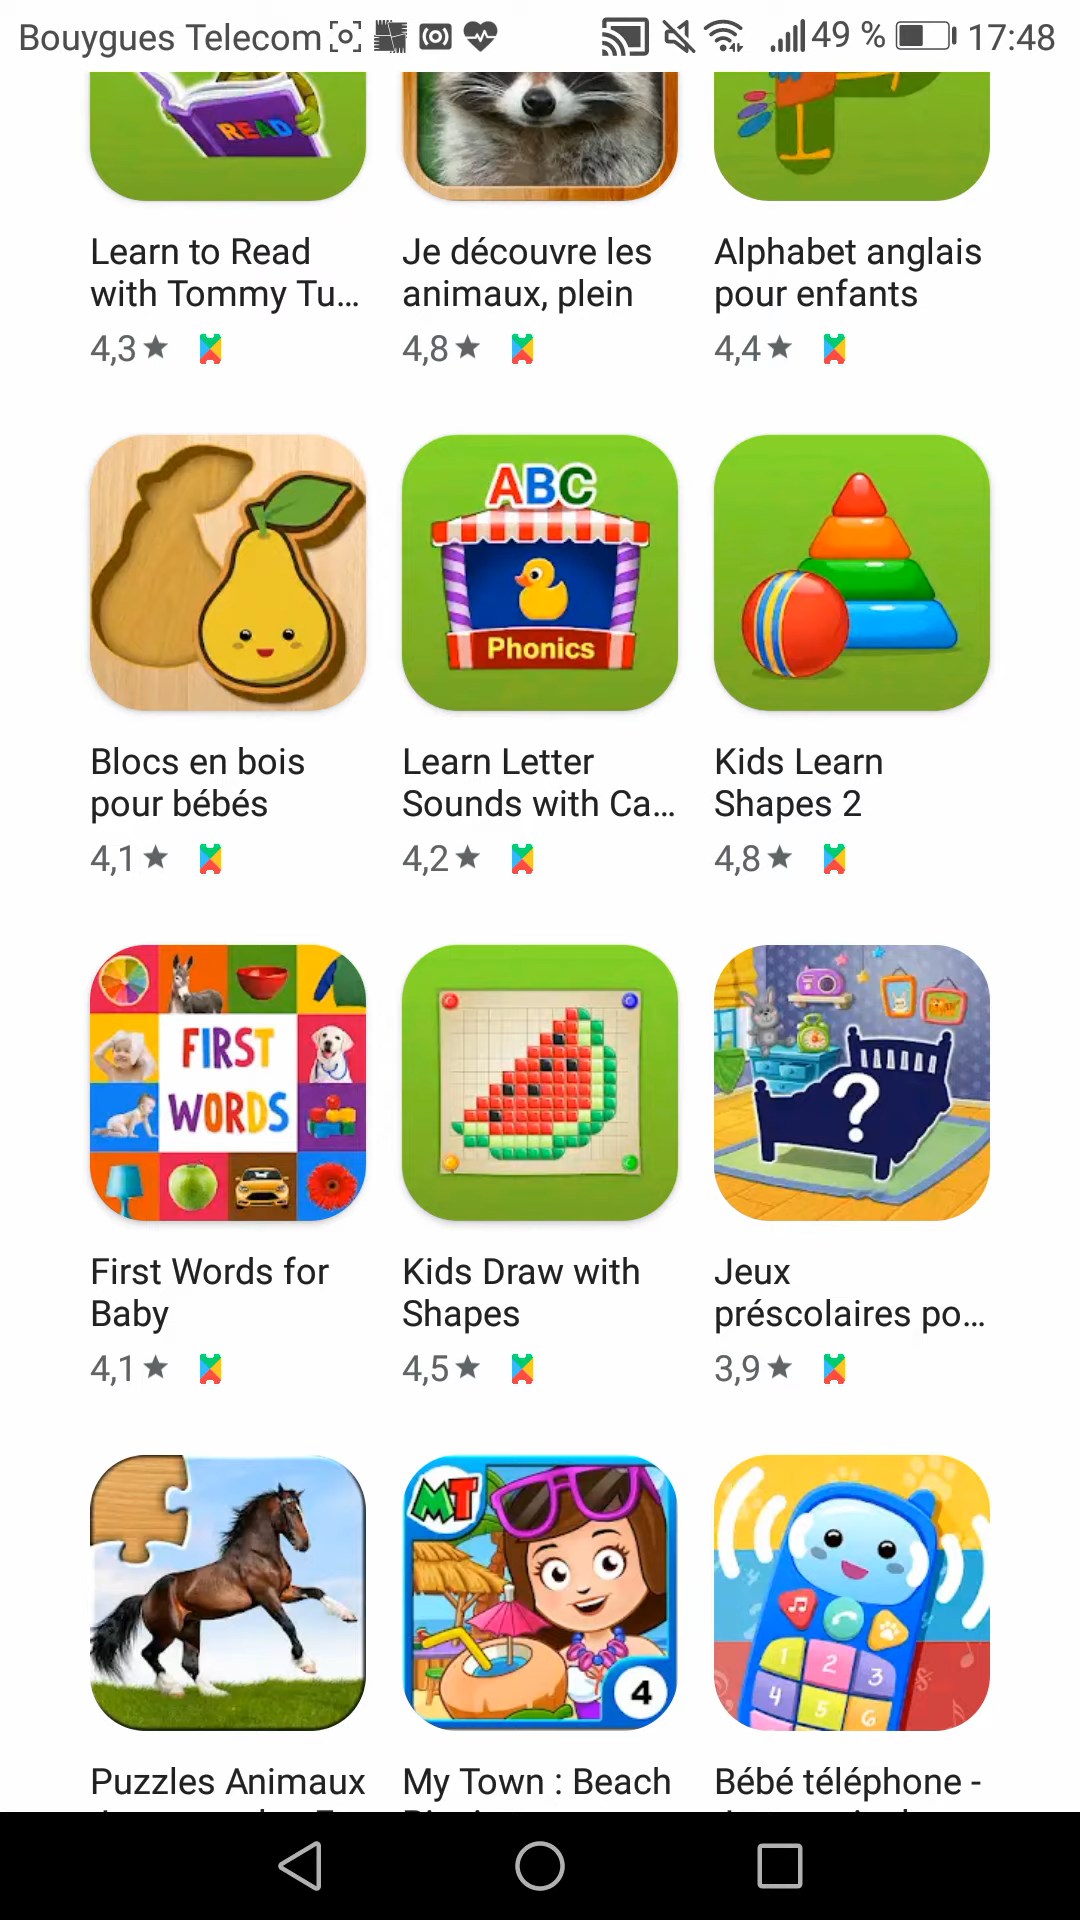 Bouygues Telecom 49 % 17:48
READ
Learn to Read
with Tommy Tu...
4,3
Je découvre les
animaux, plein
4,8
Alphabet anglais
pour enfants
4,4
ABC
Phonics
Blocs en bois
pour bébés
4,1
Learn Letter
Sounds with Ca...
4,2
Kids Learn
Shapes 2
4,8
FIRST
WORDS
?
First Words for
Baby
4,1
Kids Draw with
Shapes
4,5
Jeux
préscolaires po...
3,9
MT
4
1 2 3
4 5 6
Puzzles Animaux
My Town : Beach
Bébé téléphone -